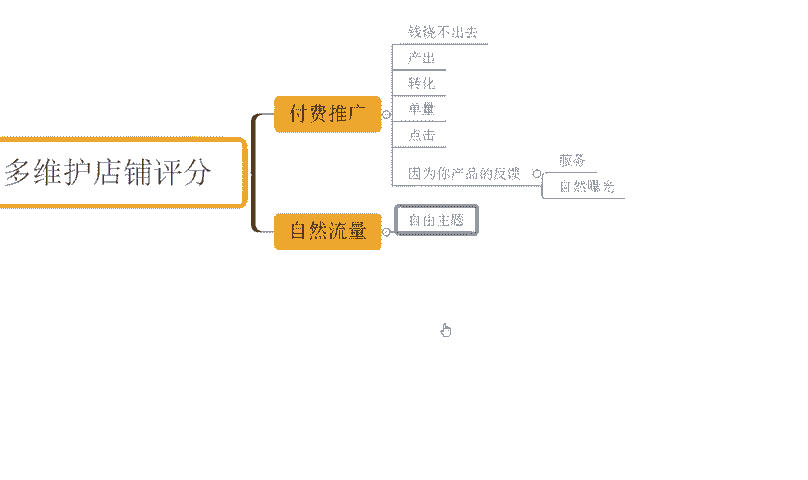 钱烧不出去
产出
付费推广
转化
单量
点击
多维护店铺评分
因为你产品的反馈
服务
自然曝光
自然流量
自由主题